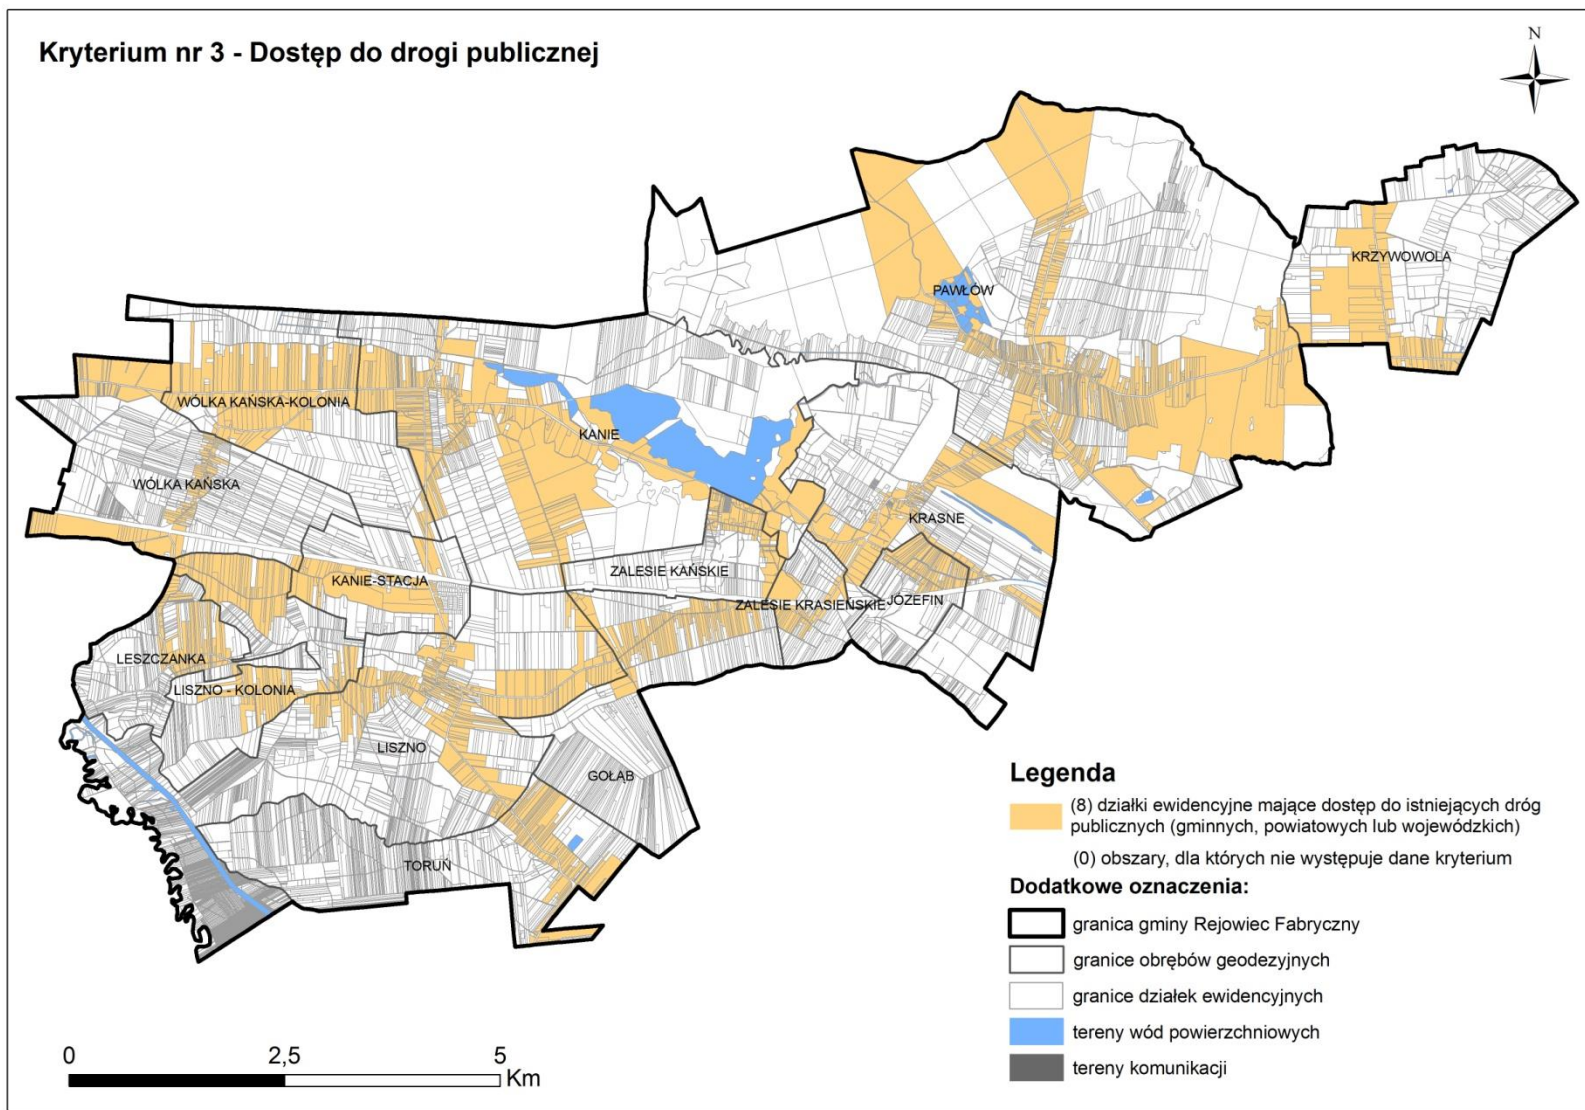 Kryterium nr 3 - Dostęp do drogi publicznej
N
KRZYWOWOLA
PAWŁÓW
WÓLKA KAŃSKA-KOLONIA
KANIE
WÓLKA KAŃSKA
KRASNE
ZALESIE KAŃSKIE
KANIE-STACJA
ZALESIE KRASIEŃSKIE
JÓZEFIN
LESZCZANKA
LISZNO - KOLONIA
LISZNO
GOŁĄB
TORUŃ
Legenda
(8) działki ewidencyjne mające dostęp do istniejących dróg
publicznych (gminnych, powiatowych lub wojewódzkich)
(0) obszary, dla których nie występuje dane kryterium
Dodatkowe oznaczenia:
granica gminy Rejowiec Fabryczny
granice obrębów geodezyjnych
granice działek ewidencyjnych
tereny wód powierzchniowych
tereny komunikacji
0 2,5 5
Km